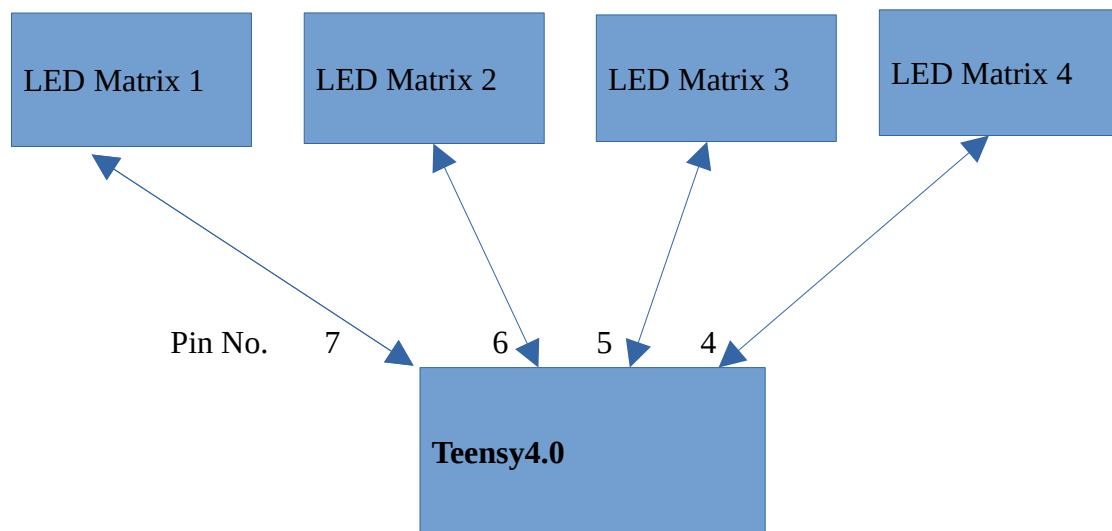 LED Matrix 1
LED Matrix 2
LED Matrix 3
LED Matrix 4
Pin No. 7 6 5 4
Teensy4.0